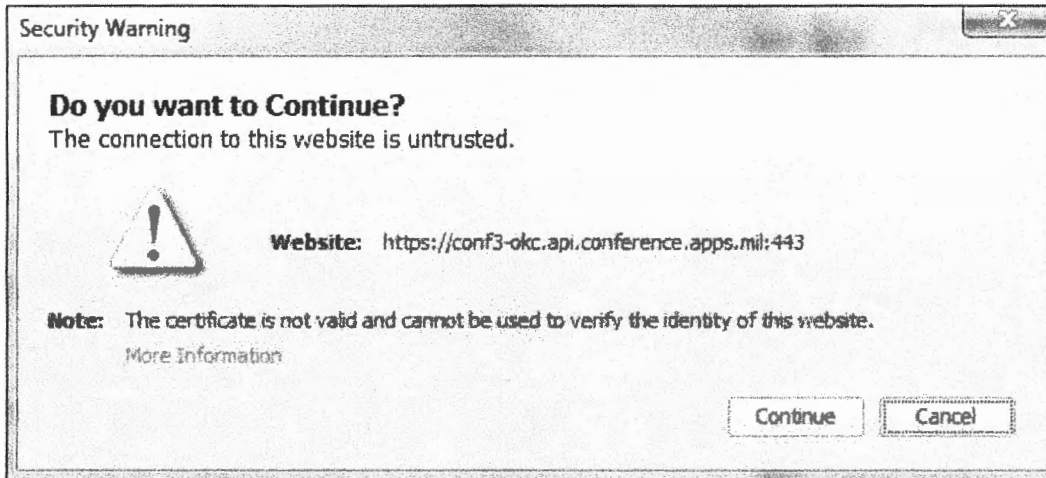 Security Warning
Do you want to Continue?
The connection to this website is untrusted.
Website: https://conf3-okc.api.conference.apps.mil:443
Note: The certificate is not valid and cannot be used to verify the identity of this website.
More Information
Continue Cancel